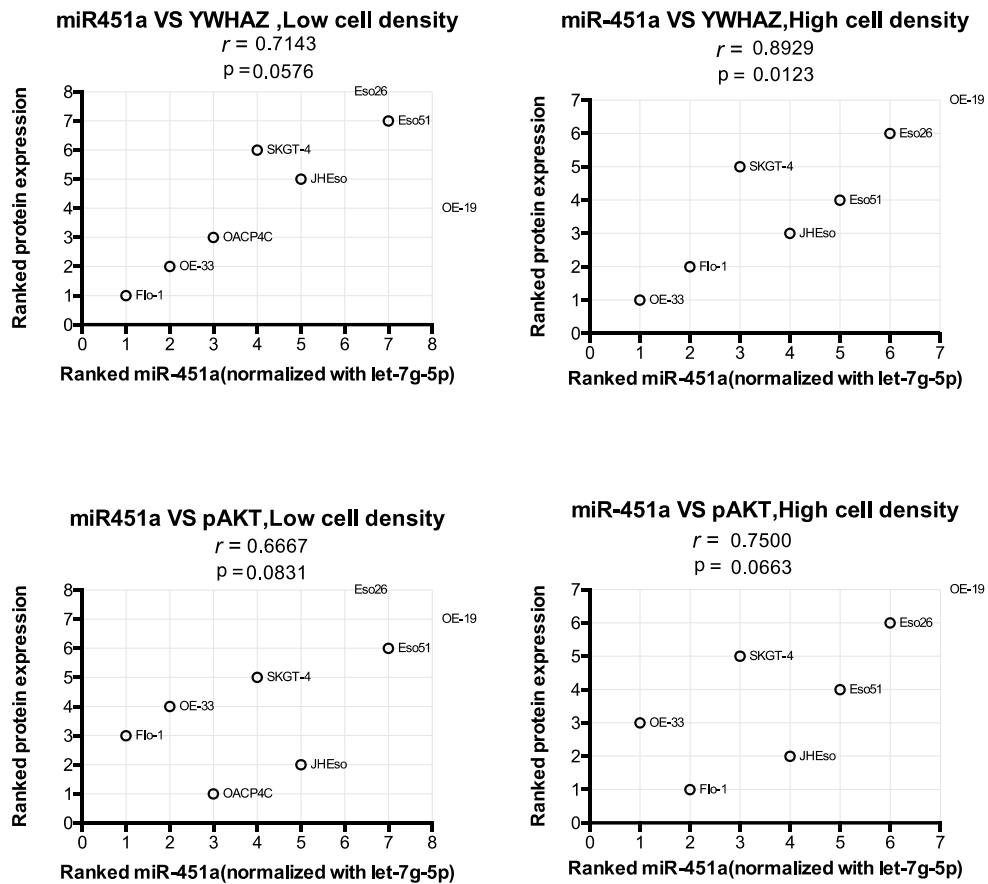 miR451a VS YWHAZ ,Low cell density
r = 0.7143
p =0.0576
Ranked protein expression
8
7
6
5
4
3
2
1
0
Eso26
Eso51
SKGT-4
JHEso
OE-19
OACP4C
OE-33
Flo-1
0 1 2 3 4 5 6 7 8
Ranked miR-451a(normalized with let-7g-5p)
miR-451a VS YWHAZ,High cell density
r = 0.8929
p = 0.0123
Ranked protein expression
7
6
5
4
3
2
1
0
OE-19
Eso26
SKGT-4
Eso51
JHEso
Flo-1
OE-33
0 1 2 3 4 5 6 7
Ranked miR-451a(normalized with let-7g-5p)
miR451a VS pAKT,Low cell density
r = 0.6667
p =0.0831
Ranked protein expression
8
7
6
5
4
3
2
1
0
Eso26
OE-19
Eso51
SKGT-4
OE-33
Flo-1
JHEso
OACP4C
0 1 2 3 4 5 6 7 8
Ranked miR-451a(normalized with let-7g-5p)
miR-451a VS pAKT,High cell density
r = 0.7500
p = 0.0663
Ranked protein expression
7
6
5
4
3
2
1
0
OE-19
Eso26
SKGT-4
Eso51
OE-33
JHEso
Flo-1
0 1 2 3 4 5 6 7
Ranked miR-451a(normalized with let-7g-5p)